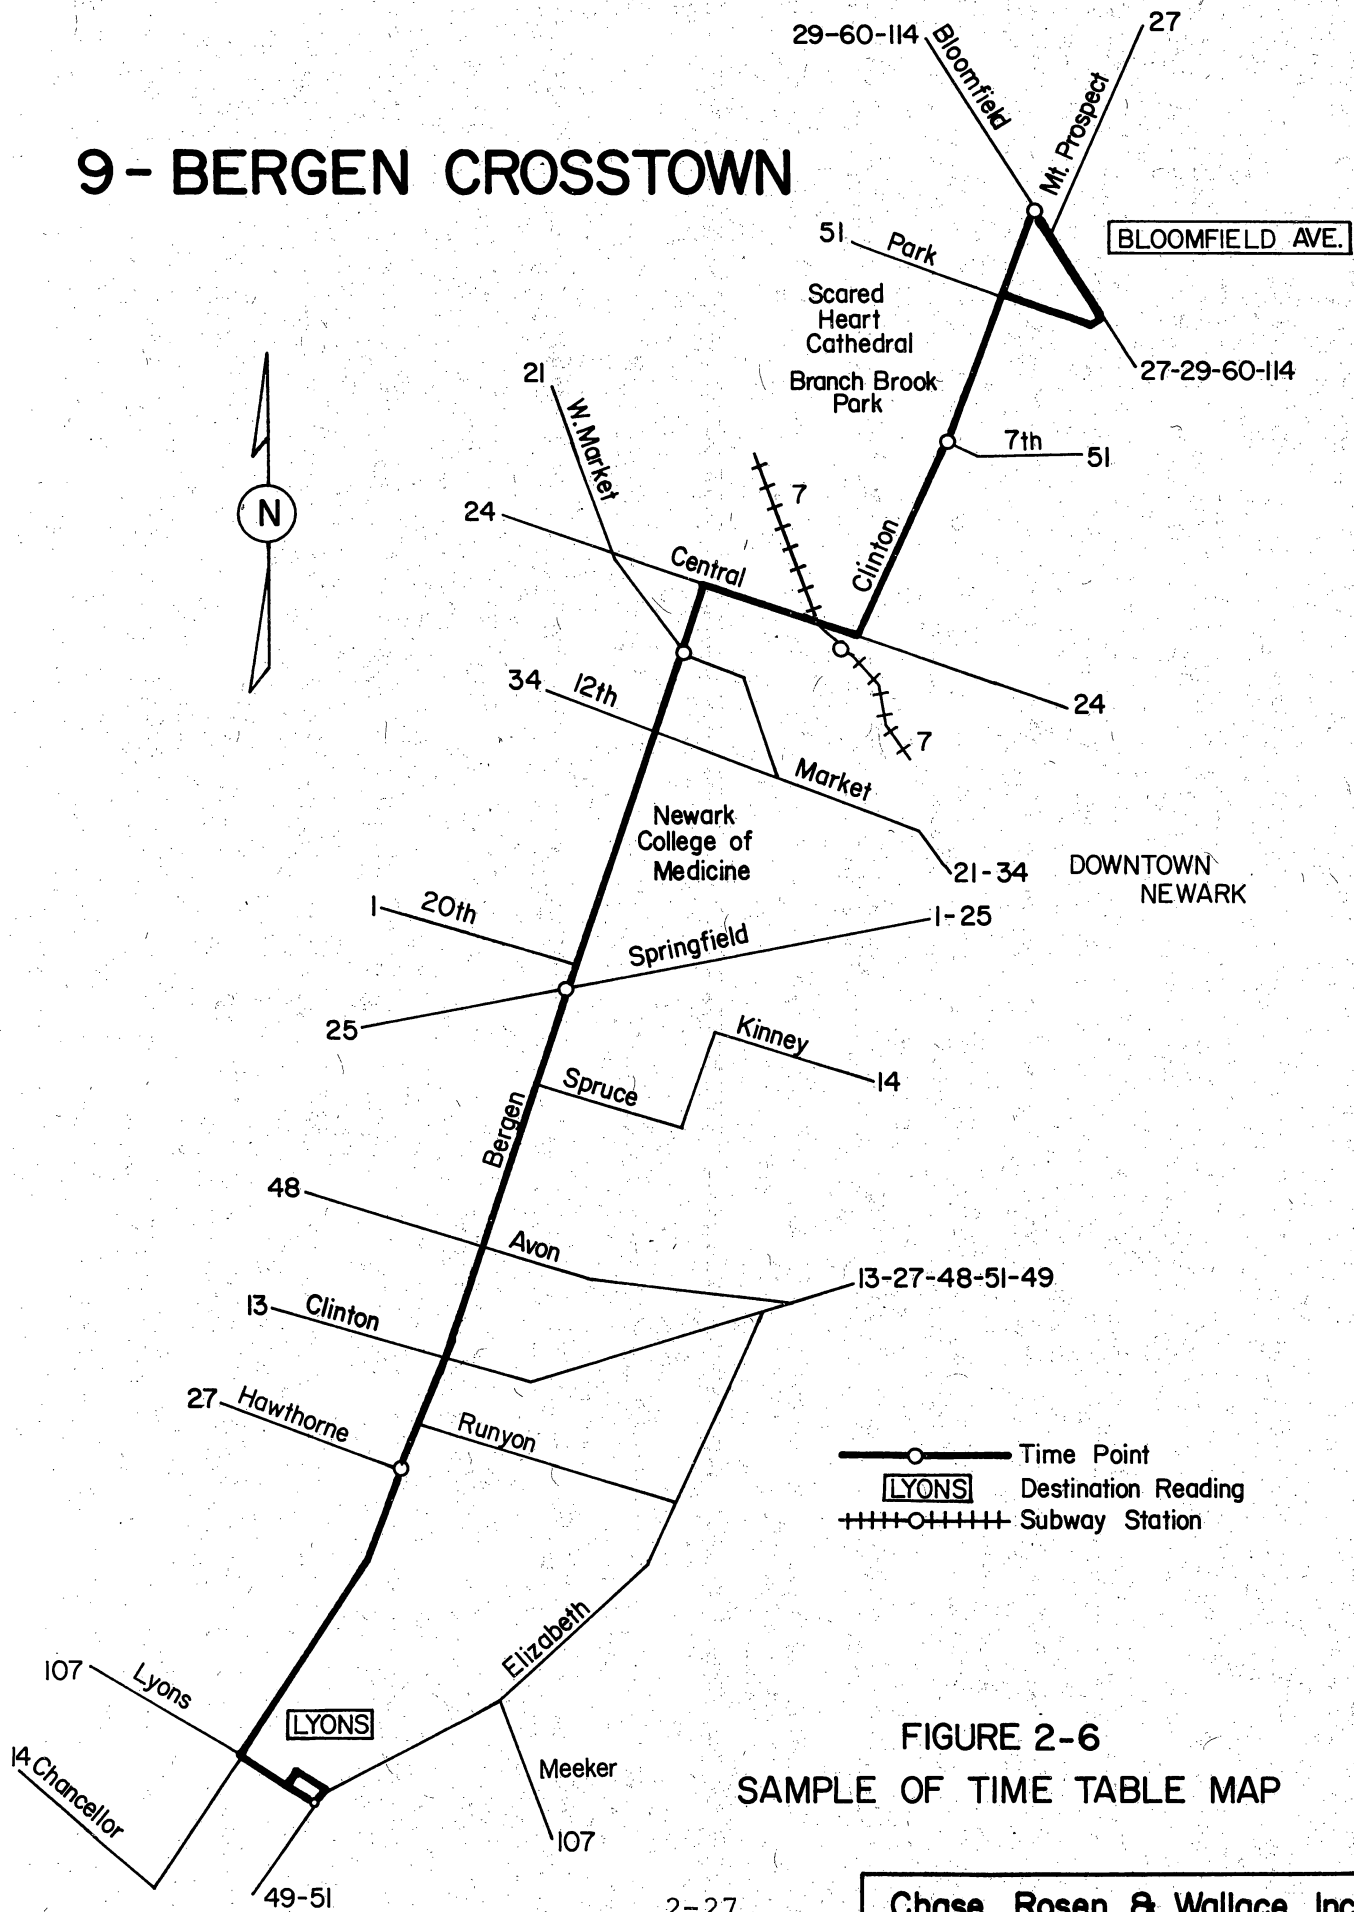 29-60-114
Bloomfield
27
Mt. Prospect
9 - BERGEN CROSSTOWN
BLOOMFIELD AVE.
51
Park
Scared
Heart
Cathedral
Branch Brook
Park
27-29-60-114
21
W. Market
7th
51
7
24
Central
Clinton
N
34
12th
24
7
Market
Newark
College of
Medicine
21-34
DOWNTOWN
NEWARK
1
20th
1-25
Springfield
25
Kinney
14
Spruce
Bergen
48
Avon
13-27-48-51-49
13
Clinton
27
Hawthorne
Runyon
Time Point
LYONS
Destination Reading
Subway Station
Elizabeth
107
Lyons
LYONS
14
Chancellor
Meeker
107
49-51
FIGURE 2-6
SAMPLE OF TIME TABLE MAP
2-27
Chase, Rosen & Wallace, Inc